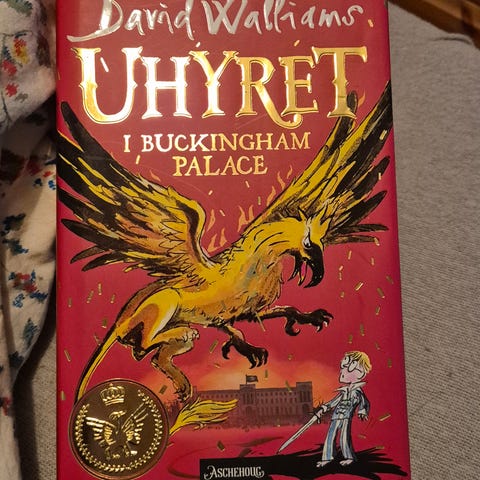 David Walliams
UHYRET
I BUCKINGHAM
PALACE
ASCHEHOUG